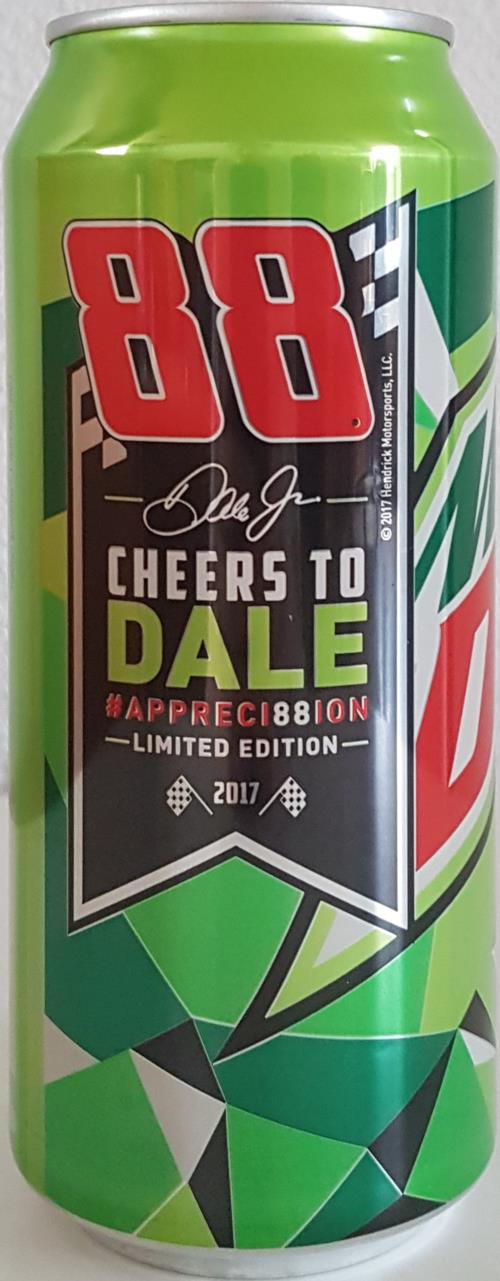 88
© 2017 Hendrick Motorsports, LLC.
Dale Jr.
CHEERS TO
DALE
#APPRECI88ION
LIMITED EDITION
2017
M
D